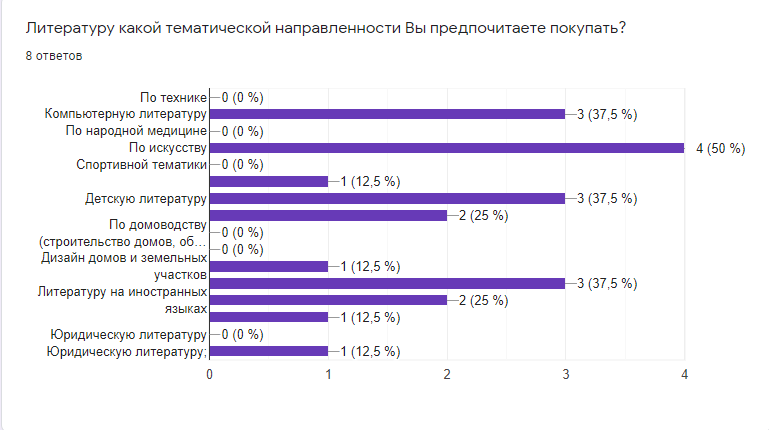 Литературу какой тематической направленности Вы предпочитаете покупать?
8 ответов
По технике 0 (0 %)
Компьютерную литературу 3 (37,5 %)
По народной медицине 0 (0 %)
По искусству 4 (50 %)
Спортивной тематики 0 (0 %)
1 (12,5 %)
Детскую литературу 3 (37,5 %)
2 (25 %)
По домоводству
(строительство домов, об… 0 (0 %)
0 (0 %)
Дизайн домов и земельных
участков 1 (12,5 %)
3 (37,5 %)
Литературу на иностранных
языках 2 (25 %)
1 (12,5 %)
Юридическую литературу 0 (0 %)
Юридическую литературу; 1 (12,5 %)
0 1 2 3 4